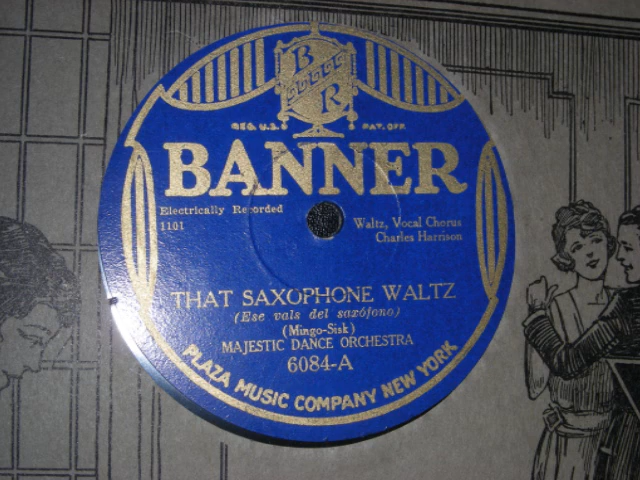 B
R
REG. U.S. PAT. OFF.
BANNER
Electrically Recorded
1101
Waltz, Vocal Chorus
Charles Harrison
THAT SAXOPHONE WALTZ
(Ese vals del saxófono)
(Mingo-Sisk)
MAJESTIC DANCE ORCHESTRA
6084-A
PLAZA MUSIC COMPANY NEW YORK